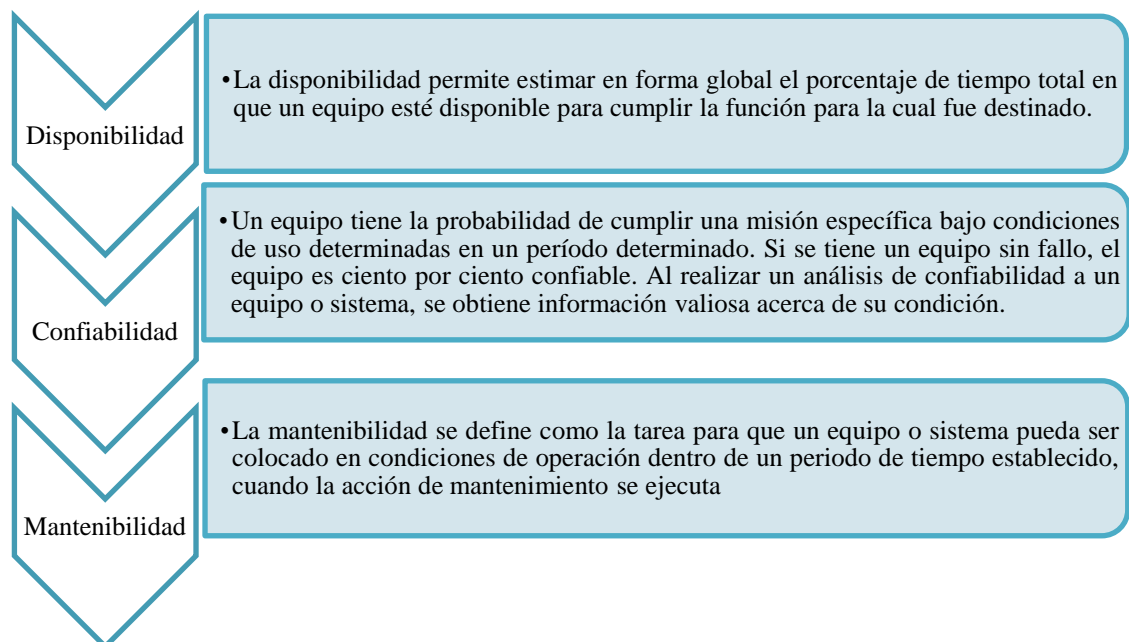 Disponibilidad
•La disponibilidad permite estimar en forma global el porcentaje de tiempo total en
que un equipo esté disponible para cumplir la función para la cual fue destinado.
Confiabilidad
•Un equipo tiene la probabilidad de cumplir una misión específica bajo condiciones
de uso determinadas en un período determinado. Si se tiene un equipo sin fallo, el
equipo es ciento por ciento confiable. Al realizar un análisis de confiabilidad a un
equipo o sistema, se obtiene información valiosa acerca de su condición.
Mantenibilidad
•La mantenibilidad se define como la tarea para que un equipo o sistema pueda ser
colocado en condiciones de operación dentro de un periodo de tiempo establecido,
cuando la acción de mantenimiento se ejecuta